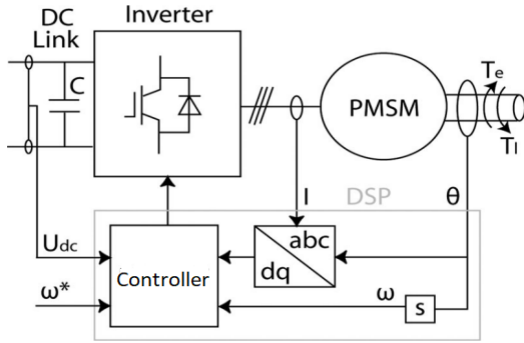 DC
Link
Inverter
C
PMSM
Te
Tl
I
DSP
θ
Udc
abc
dq
Controller
ω*
ω
s